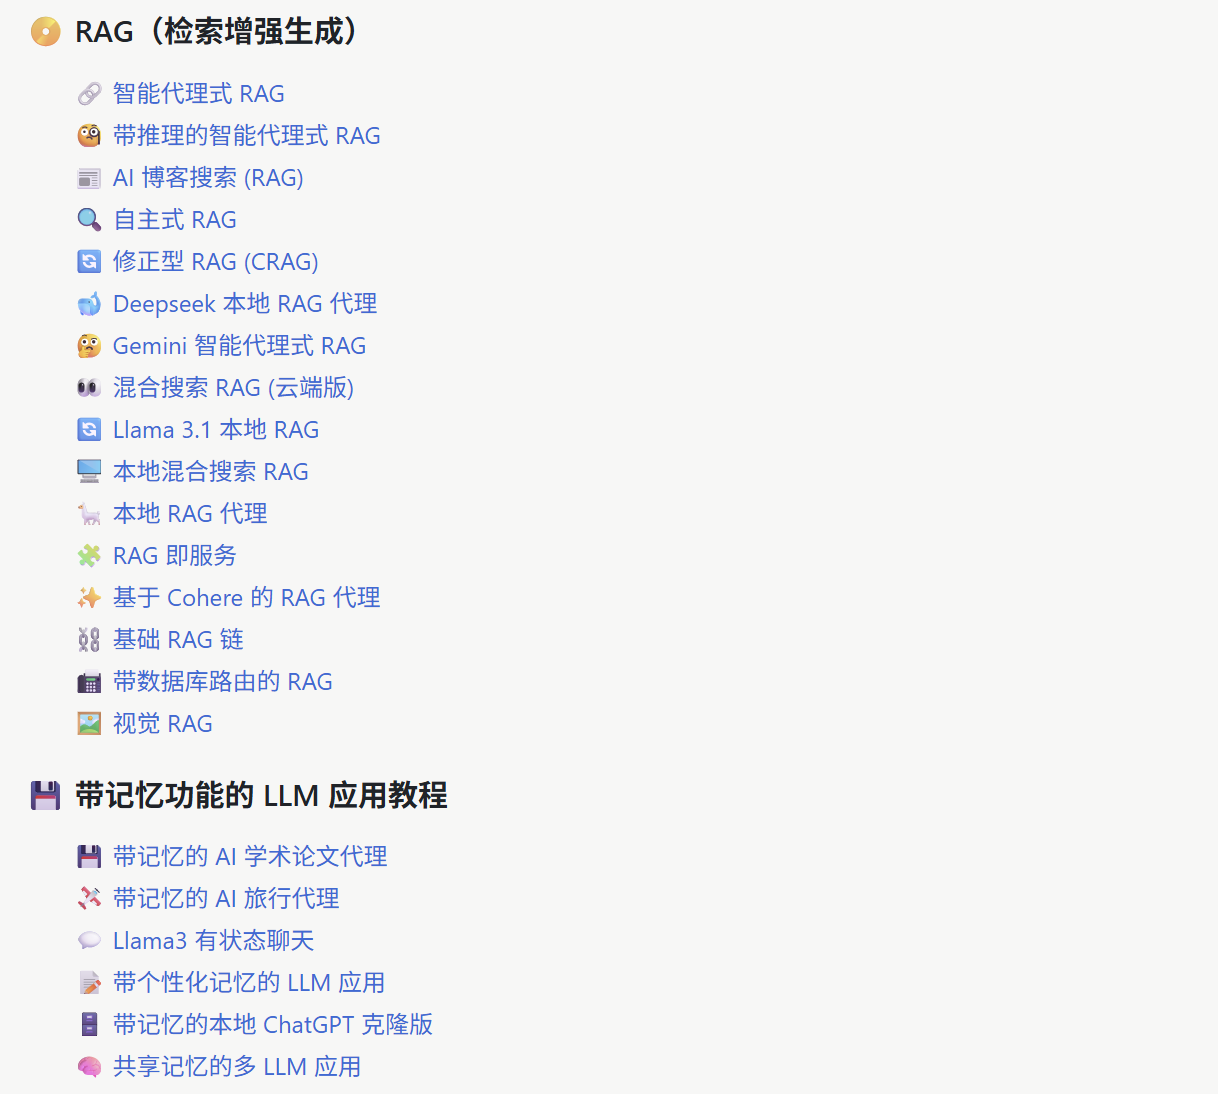 RAG（检索增强生成）
智能代理式 RAG
带推理的智能代理式 RAG
AI 博客搜索 (RAG)
自主式 RAG
修正型 RAG (CRAG)
Deepseek 本地 RAG 代理
Gemini 智能代理式 RAG
混合搜索 RAG (云端版)
Llama 3.1 本地 RAG
本地混合搜索 RAG
本地 RAG 代理
RAG 即服务
基于 Cohere 的 RAG 代理
基础 RAG 链
带数据库路由的 RAG
视觉 RAG
带记忆功能的 LLM 应用教程
带记忆的 AI 学术论文代理
带记忆的 AI 旅行代理
Llama3 有状态聊天
带个性化记忆的 LLM 应用
带记忆的本地 ChatGPT 克隆版
共享记忆的多 LLM 应用